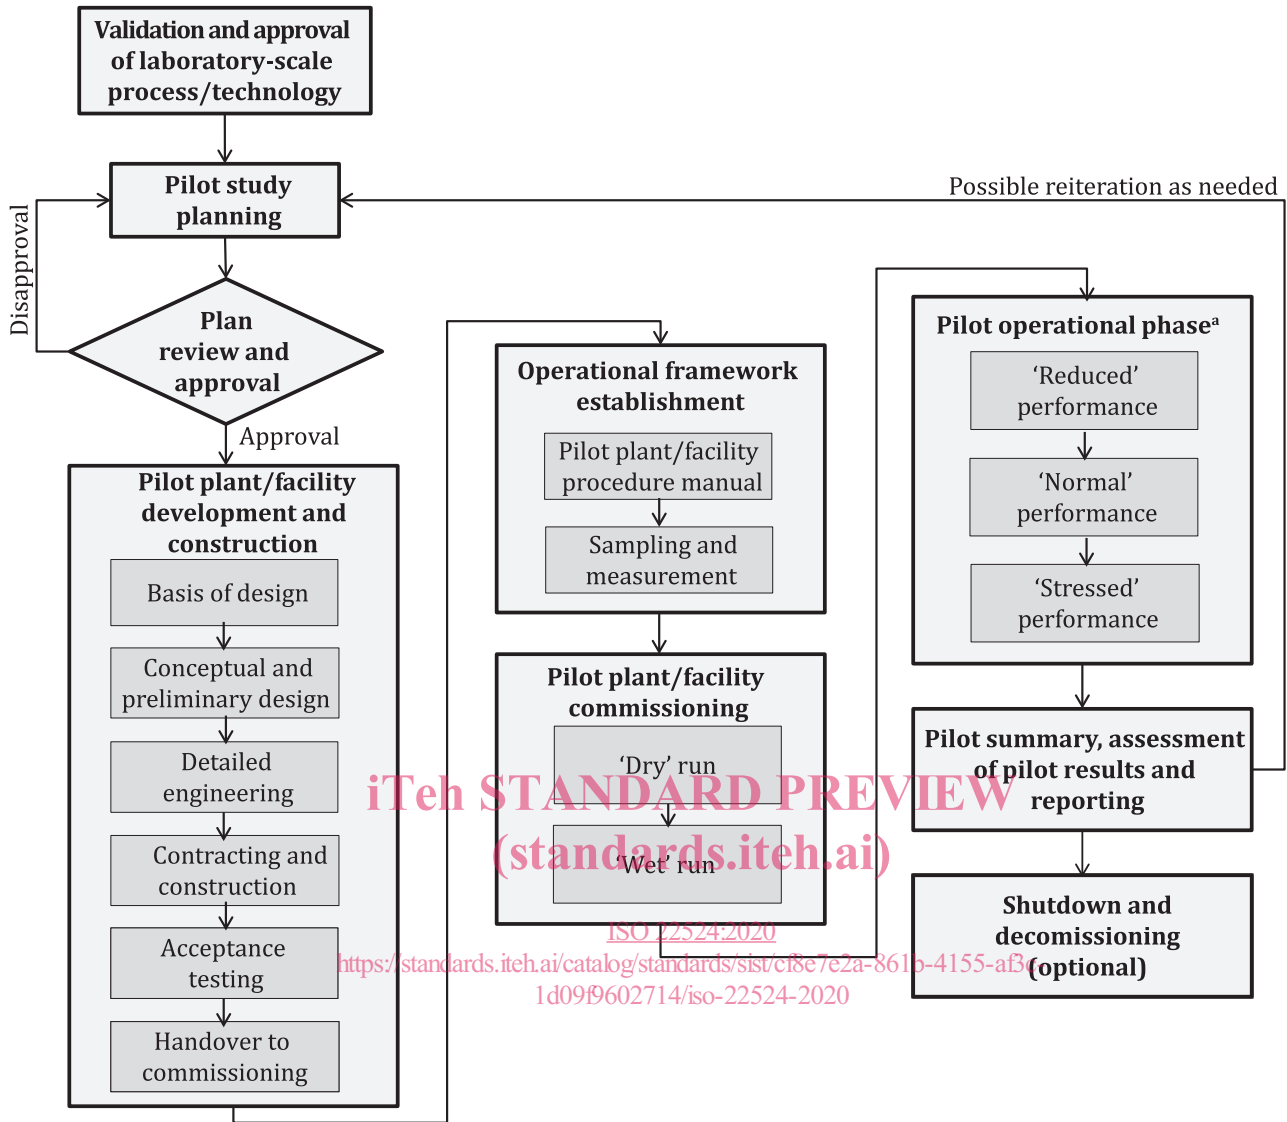 Validation and approval
of laboratory-scale
process/technology
Pilot study
planning
Disapproval
Plan
review and
approval
Approval
Pilot plant/facility
development and
construction
Basis of design
Conceptual and
preliminary design
Detailed
engineering
Contracting and
construction
Acceptance
testing
Handover to
commissioning
Operational framework
establishment
Pilot plant/facility
procedure manual
Sampling and
measurement
Pilot plant/facility
commissioning
‘Dry’ run
‘Wet’ run
Possible reiteration as needed
Pilot operational phaseᵃ
‘Reduced’
performance
‘Normal’
performance
‘Stressed’
performance
Pilot summary, assessment
of pilot results and
reporting
Shutdown and
decomissioning
(optional)
iTeh STANDARD PREVIEW
(standards.iteh.ai)
ISO 22524:2020
https://standards.iteh.ai/catalog/standards/sist/cf8e7e2a-861b-4155-af3c-
1d09f9602714/iso-22524-2020